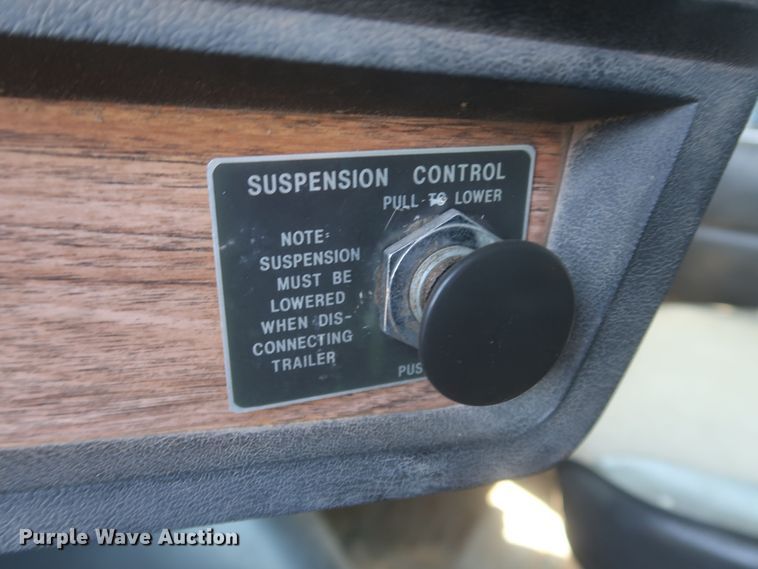 SUSPENSION CONTROL
PULL TO LOWER
NOTE:
SUSPENSION
MUST BE
LOWERED
WHEN DIS-
CONNECTING
TRAILER
Purple Wave Auction